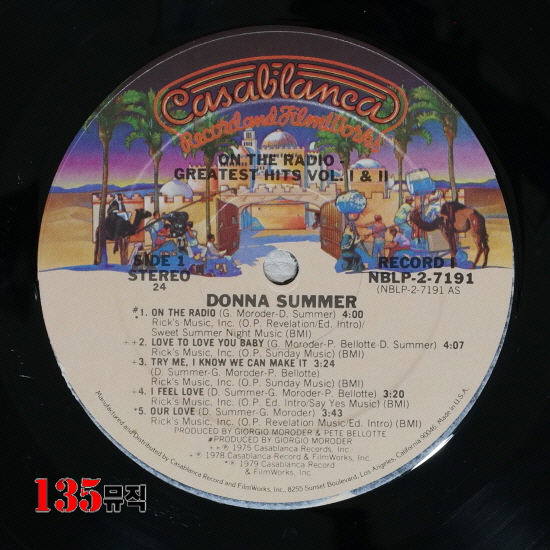 Casablanca
Record and FilmWorks
ON THE RADIO -
GREATEST HITS VOL. I & II
SIDE 1
STEREO
24
RECORD I
NBLP-2-7191
(NBLP-2-7191 AS
DONNA SUMMER
#*1. ON THE RADIO (G. Moroder-D. Summer) 4:00
Rick's Music, Inc. (O.P. Revelation/Ed. Intro)/
Sweet Summer Night Music (BMI)
++2. LOVE TO LOVE YOU BABY (G. Moroder-P. Bellotte-D. Summer) 4:07
Rick's Music, Inc. (O.P. Sunday Music) (BMI)
+3. TRY ME, I KNOW WE CAN MAKE IT 3:24
(D. Summer-G. Moroder-P. Bellotte)
Rick's Music, Inc. (O.P. Sunday Music) (BMI)
+4. I FEEL LOVE (D. Summer-G. Moroder-P. Bellotte) 3:20
Rick's Music, Inc. (O.P. Ed. Intro/Say Yes Music) (BMI)
*5. OUR LOVE (D. Summer-G. Moroder) 3:43
Rick's Music, Inc. (O.P. Revelation Music/Ed. Intro) (BMI)
PRODUCED BY GIORGIO MORODER & PETE BELLOTTE
#PRODUCED BY GIORGIO MORODER
++℗ 1975 Casablanca Records, Inc.
+℗ 1978 Casablanca Record & FilmWorks, Inc.
*℗ 1979 Casablanca Record
& FilmWorks, Inc.
Manufactured and Distributed by Casablanca Record and FilmWorks, Inc., 8255 Sunset Boulevard, Los Angeles, California 90046, Made in U.S.A.
135뮤직